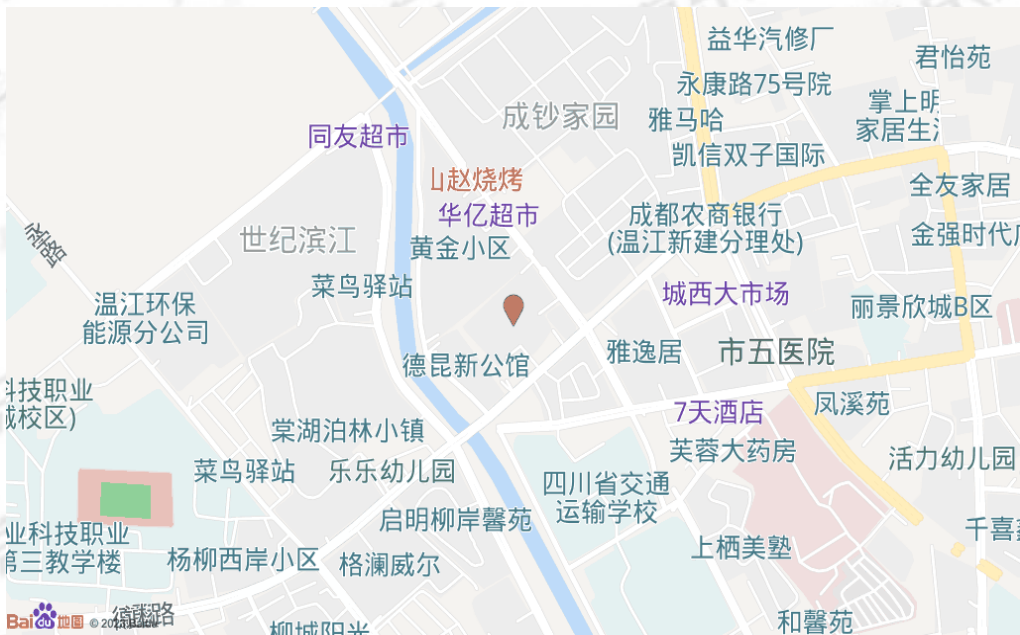 益华汽修厂
君怡苑
永康路75号院
掌上明
家居生
成钞家园
雅马哈
同友超市
凯信双子国际
山赵烧烤
全友家居
华亿超市
成都农商银行
(温江新建分理处)
金强时代
世纪滨江
黄金小区
永
路
菜鸟驿站
城西大市场
温江环保
能源分公司
丽景欣城B区
雅逸居
市五医院
德昆新公馆
科技职业
城校区)
7天酒店
凤溪苑
棠湖泊林小镇
芙蓉大药房
菜鸟驿站
乐乐幼儿园
活力幼儿园
四川省交通
运输学校
启明柳岸馨苑
业科技职业
第三教学楼
千喜
杨柳西岸小区
格澜威尔
上栖美塾
Bai du 地图
路
和馨苑
柳城阳光